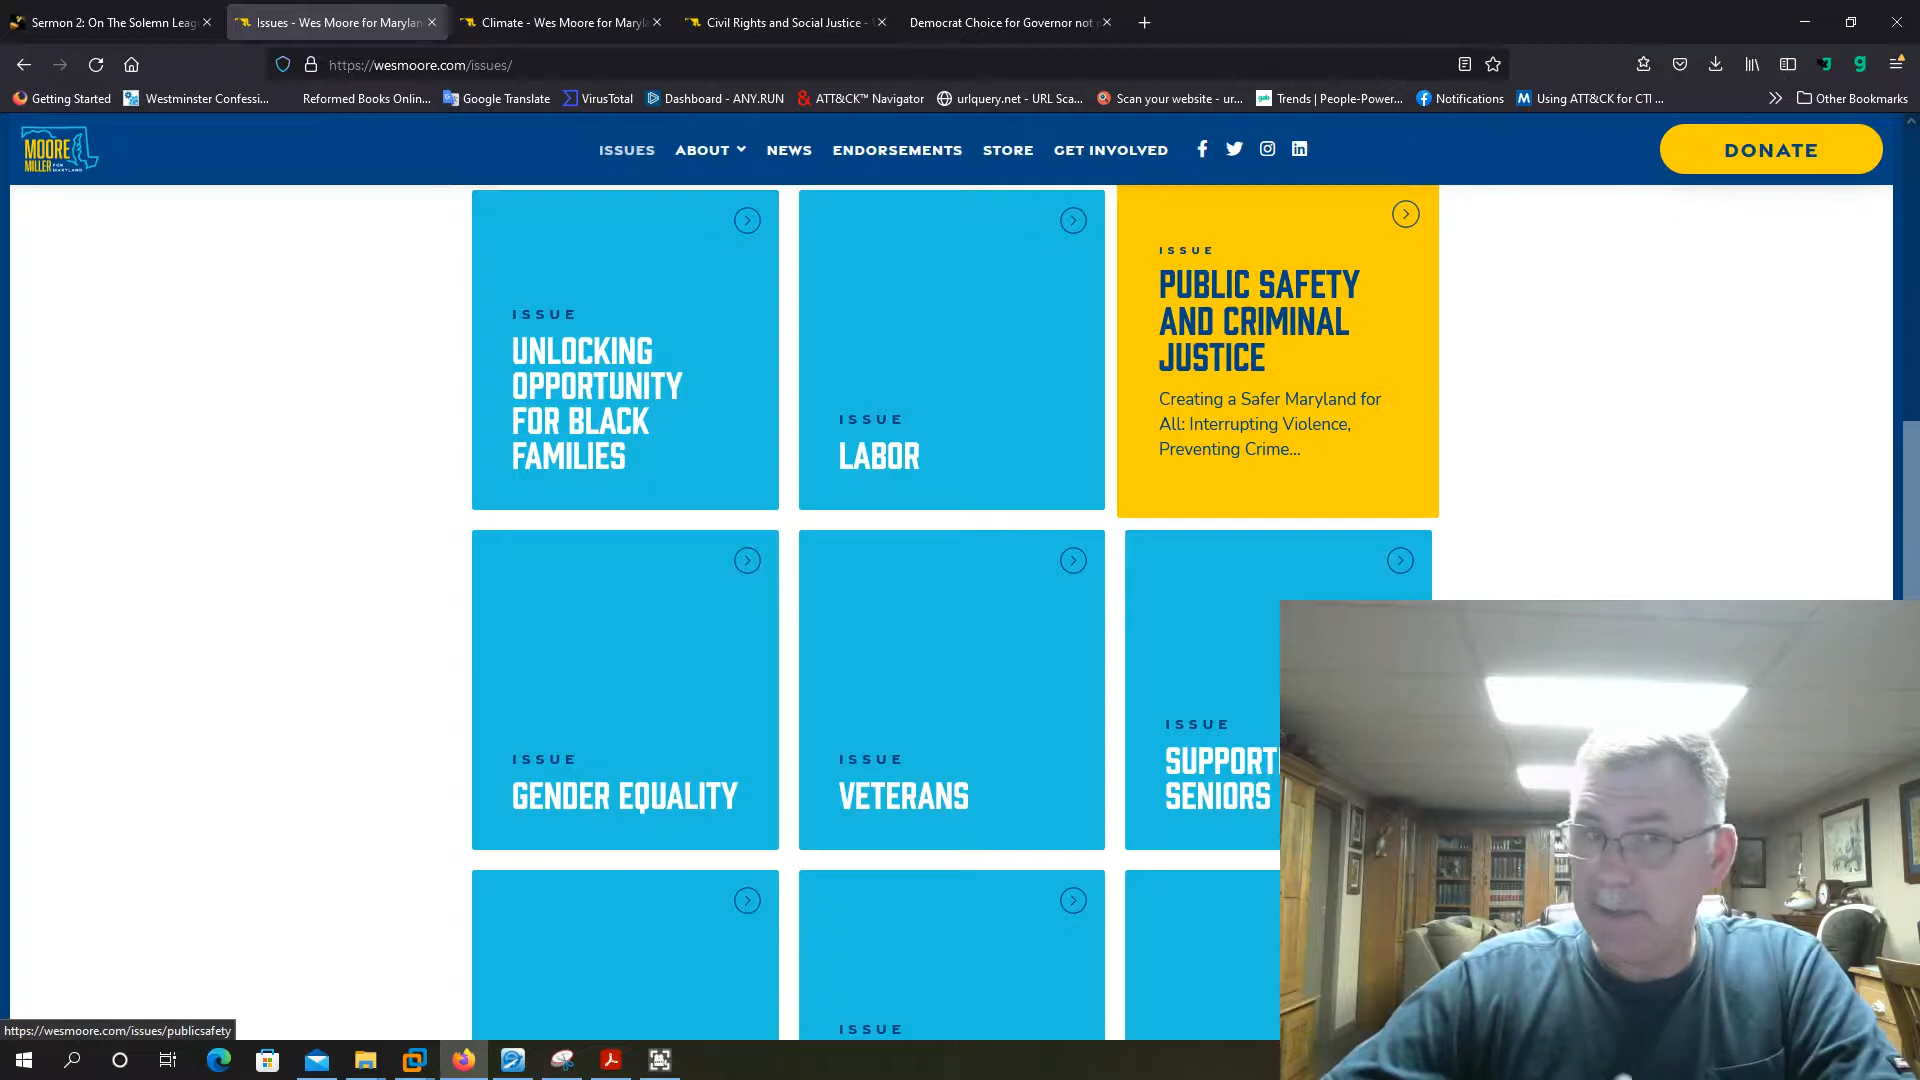 Sermon 2: On The Solemn Leag
Issues - Wes Moore for Marylan
Climate - Wes Moore for Maryl
Civil Rights and Social Justice -
Democrat Choice for Governor not
https://wesmoore.com/issues/
Getting Started
Westminster Confessi...
Reformed Books Onlin...
Google Translate
VirusTotal
Dashboard - ANY.RUN
ATT&CK™ Navigator
urlquery.net - URL Sca...
Scan your website - ur...
Trends | People-Power...
Notifications
Using ATT&CK for CTI ...
Other Bookmarks
MOORE
MILLER FOR
MARYLAND
ISSUES
ABOUT
NEWS
ENDORSEMENTS
STORE
GET INVOLVED
DONATE
ISSUE
UNLOCKING
OPPORTUNITY
FOR BLACK
FAMILIES
ISSUE
LABOR
ISSUE
PUBLIC SAFETY
AND CRIMINAL
JUSTICE
Creating a Safer Maryland for
All: Interrupting Violence,
Preventing Crime...
ISSUE
GENDER EQUALITY
ISSUE
VETERANS
ISSUE
SUPPORTI
SENIORS
ISSUE
https://wesmoore.com/issues/publicsafety